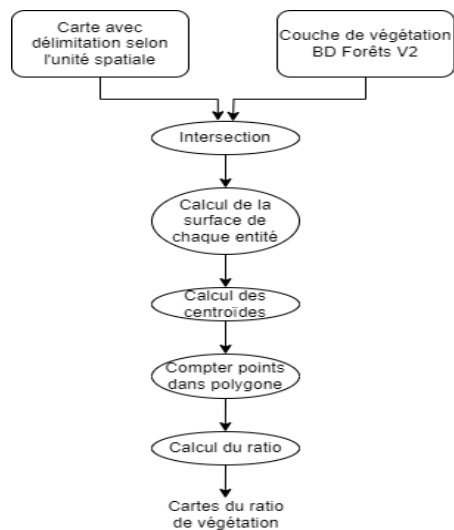 Carte avec
délimitation selon
l'unité spatiale
Couche de végétation
BD Forêts V2
Intersection
Calcul de la
surface de
chaque entité
Calcul des
centroïdes
Compter points
dans polygone
Calcul du ratio
Cartes du ratio
de végétation